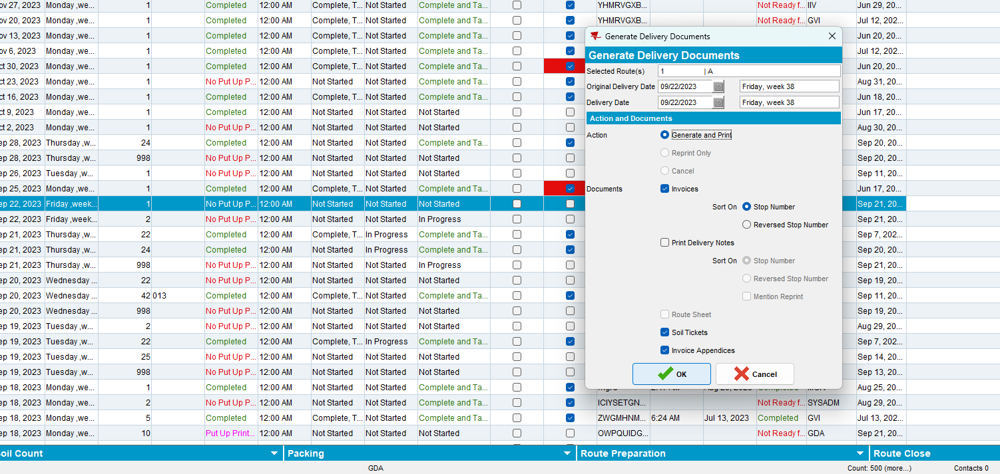 ov 27, 2023 Monday ,we... 1 Completed 12:00 AM Complete, T... Not Started Complete and Ta... YHMRVGXB... Not Ready f... IIV Jun 29, 20...
ov 20, 2023 Monday ,we... 1 Completed 12:00 AM Complete, T... Not Started Complete and Ta... YHMRVGXB... Not Ready f... GVI Jul 12, 202...
ov 13, 2023 Monday ,we... 1 Completed 12:00 AM Complete, T... Not Started Complete and Ta... Jun 20, 20...
ov 6, 2023 Monday ,we... 1 Completed 12:00 AM Complete, T... Not Started Complete and Ta... Jul 12, 202...
ct 30, 2023 Monday ,we... 1 Completed 12:00 AM Complete, T... Not Started Complete and Ta... Jun 20, 20...
ct 23, 2023 Monday ,we... 1 No Put Up P... 12:00 AM Not Started Not Started Complete and Ta... Aug 31, 20...
ct 16, 2023 Monday ,we... 1 Completed 12:00 AM Complete, T... Not Started Complete and Ta... Jun 18, 20...
ct 9, 2023 Monday ,we... 1 Completed 12:00 AM Not Started Not Started Not Started Jun 17, 20...
ct 2, 2023 Monday ,we... 1 No Put Up P... 12:00 AM Not Started Not Started Not Started Aug 30, 20...
ep 28, 2023 Thursday ,w... 24 Completed 12:00 AM Not Started Not Started Complete and Ta... Sep 20, 20...
ep 28, 2023 Thursday ,w... 998 No Put Up P... 12:00 AM Not Started Not Started Not Started Sep 20, 20...
ep 26, 2023 Tuesday ,w... 1 No Put Up P... 12:00 AM Not Started Not Started Not Started Sep 11, 20...
ep 25, 2023 Monday ,we... 1 Completed 12:00 AM Complete, T... Not Started Complete and Ta... Jun 17, 20...
ep 22, 2023 Friday ,week... 1 No Put Up P... 12:00 AM Not Started Not Started Not Started Sep 21, 20...
ep 22, 2023 Friday ,week... 2 No Put Up P... 12:00 AM Not Started Not Started In Progress Sep 21, 20...
ep 21, 2023 Thursday ,w... 22 Completed 12:00 AM Complete, T... In Progress Complete and Ta... Sep 7, 202...
ep 21, 2023 Thursday ,w... 24 Completed 12:00 AM Not Started In Progress Complete and Ta... Sep 20, 20...
ep 21, 2023 Thursday ,w... 998 No Put Up P... 12:00 AM Not Started Not Started In Progress Sep 21, 20...
ep 20, 2023 Wednesday ... 22 No Put Up P... 12:00 AM Not Started Not Started Not Started Sep 19, 20...
ep 20, 2023 Wednesday ... 42 013 Completed 12:00 AM Complete, T... Not Started Complete and Ta... Sep 11, 20...
ep 20, 2023 Wednesday ... 998 No Put Up P... 12:00 AM Not Started Not Started Not Started Sep 19, 20...
ep 19, 2023 Tuesday ,w... 2 No Put Up P... 12:00 AM Not Started Not Started Not Started Aug 29, 20...
ep 19, 2023 Tuesday ,w... 22 Completed 12:00 AM Complete, T... In Progress Complete and Ta... Sep 7, 202...
ep 19, 2023 Tuesday ,w... 25 No Put Up P... 12:00 AM Not Started Not Started Not Started Sep 14, 20...
ep 19, 2023 Tuesday ,w... 998 No Put Up P... 12:00 AM Not Started Not Started Not Started Sep 13, 20...
ep 18, 2023 Monday ,we... 1 Completed 12:00 AM Not Started Not Started Complete and Ta... Aug 25, 20...
ep 18, 2023 Monday ,we... 2 No Put Up P... 12:00 AM Not Started Not Started Complete and Ta... ICIYSETGN... Not Ready f... SYSADM Aug 29, 20...
ep 18, 2023 Monday ,we... 5 Completed 12:00 AM Complete, T... Not Started Complete and Ta... ZWGMHNM... 6:24 AM Jul 13, 2023 Completed GVI Jul 13, 202...
ep 18, 2023 Monday ,we... 10 Put Up Print... 12:00 AM Not Started Not Started Not Started OWPQUIDG... Not Ready f... GDA Sep 21, 20...
Generate Delivery Documents
Generate Delivery Documents
Selected Route(s) 1 | A
Original Delivery Date 09/22/2023 16 Friday, week 38
Delivery Date 09/22/2023 16 Friday, week 38
Action and Documents
Action Generate and Print
Reprint Only
Cancel
Documents Invoices
Sort On Stop Number
Reversed Stop Number
Print Delivery Notes
Sort On Stop Number
Reversed Stop Number
Mention Reprint
Route Sheet
Soil Tickets
Invoice Appendices
OK Cancel
oil Count Packing Route Preparation Route Close
GDA Count: 500 (more...) Contacts 0